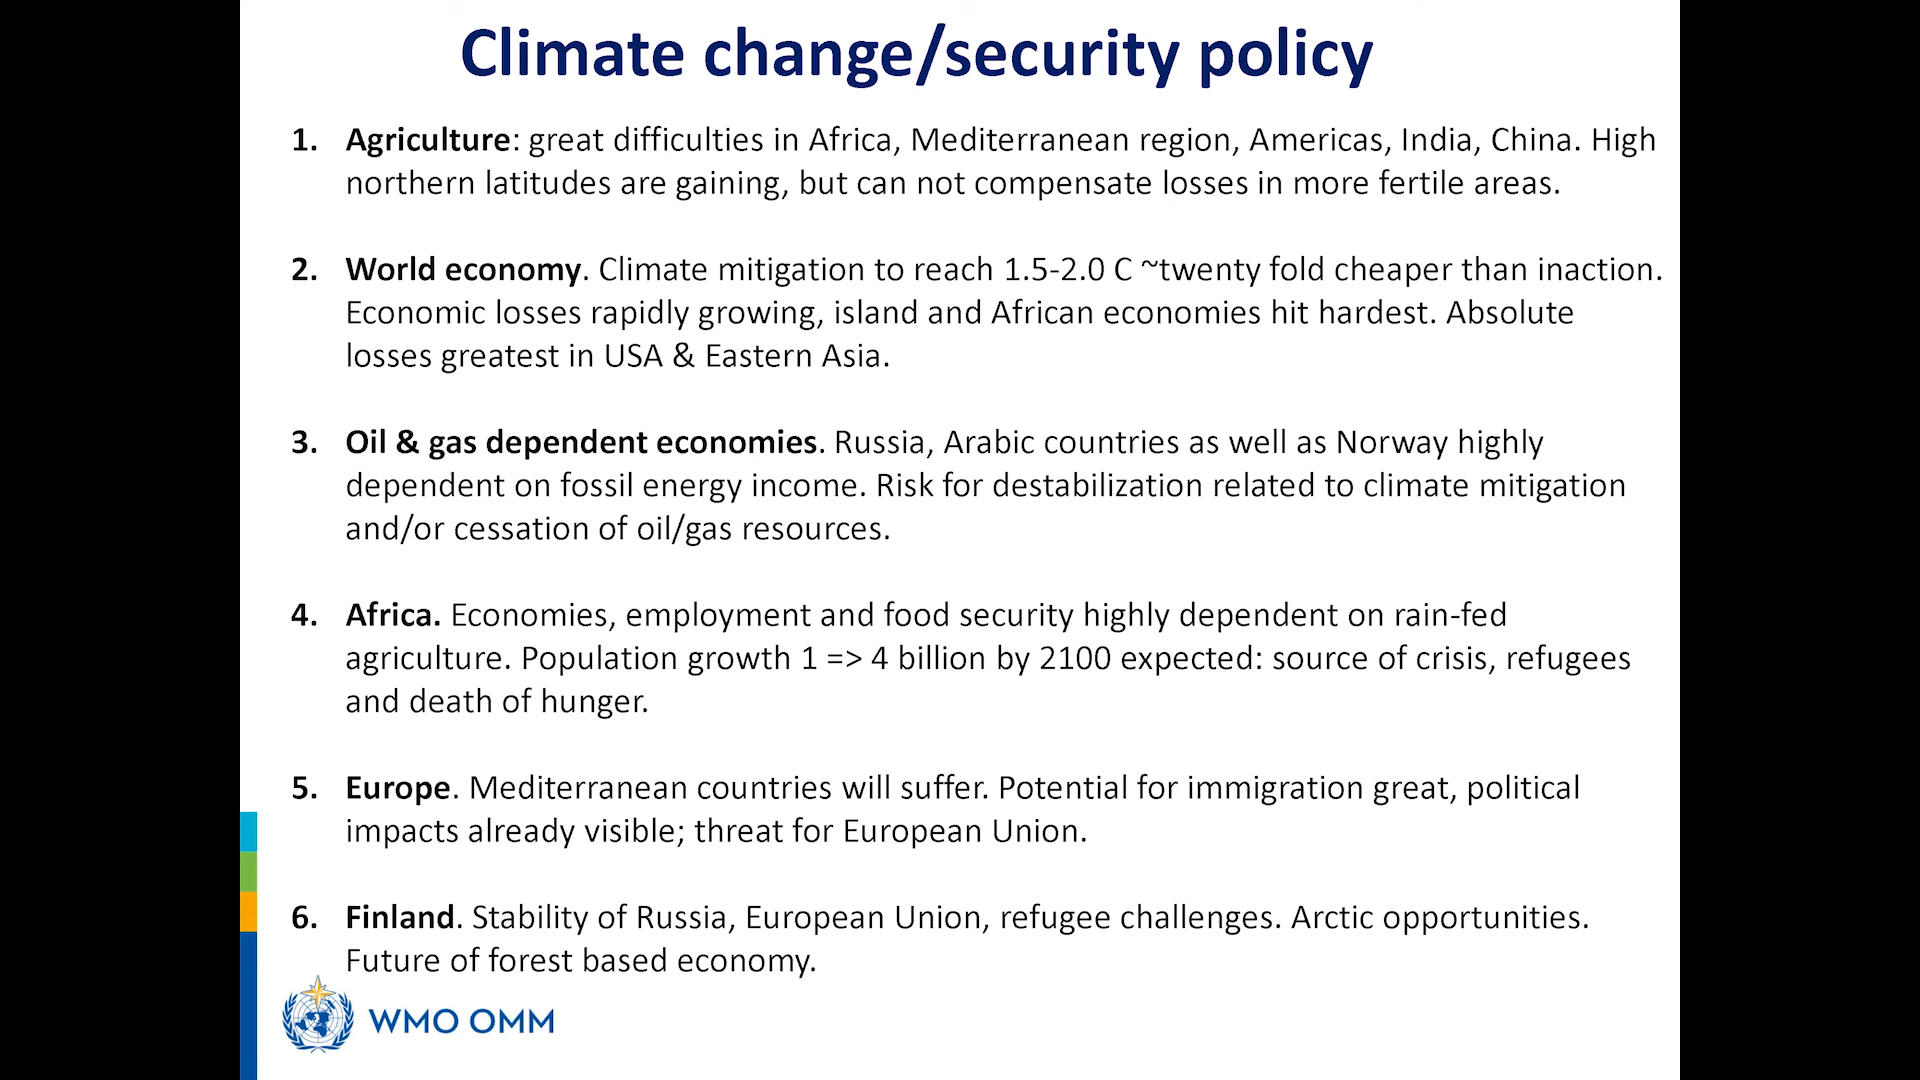 Climate change/security policy
1. Agriculture: great difficulties in Africa, Mediterranean region, Americas, India, China. High
northern latitudes are gaining, but can not compensate losses in more fertile areas.
2. World economy. Climate mitigation to reach 1.5-2.0 C ~twenty fold cheaper than inaction.
Economic losses rapidly growing, island and African economies hit hardest. Absolute
losses greatest in USA & Eastern Asia.
3. Oil & gas dependent economies. Russia, Arabic countries as well as Norway highly
dependent on fossil energy income. Risk for destabilization related to climate mitigation
and/or cessation of oil/gas resources.
4. Africa. Economies, employment and food security highly dependent on rain-fed
agriculture. Population growth 1 => 4 billion by 2100 expected: source of crisis, refugees
and death of hunger.
5. Europe. Mediterranean countries will suffer. Potential for immigration great, political
impacts already visible; threat for European Union.
6. Finland. Stability of Russia, European Union, refugee challenges. Arctic opportunities.
Future of forest based economy.
WMO OMM